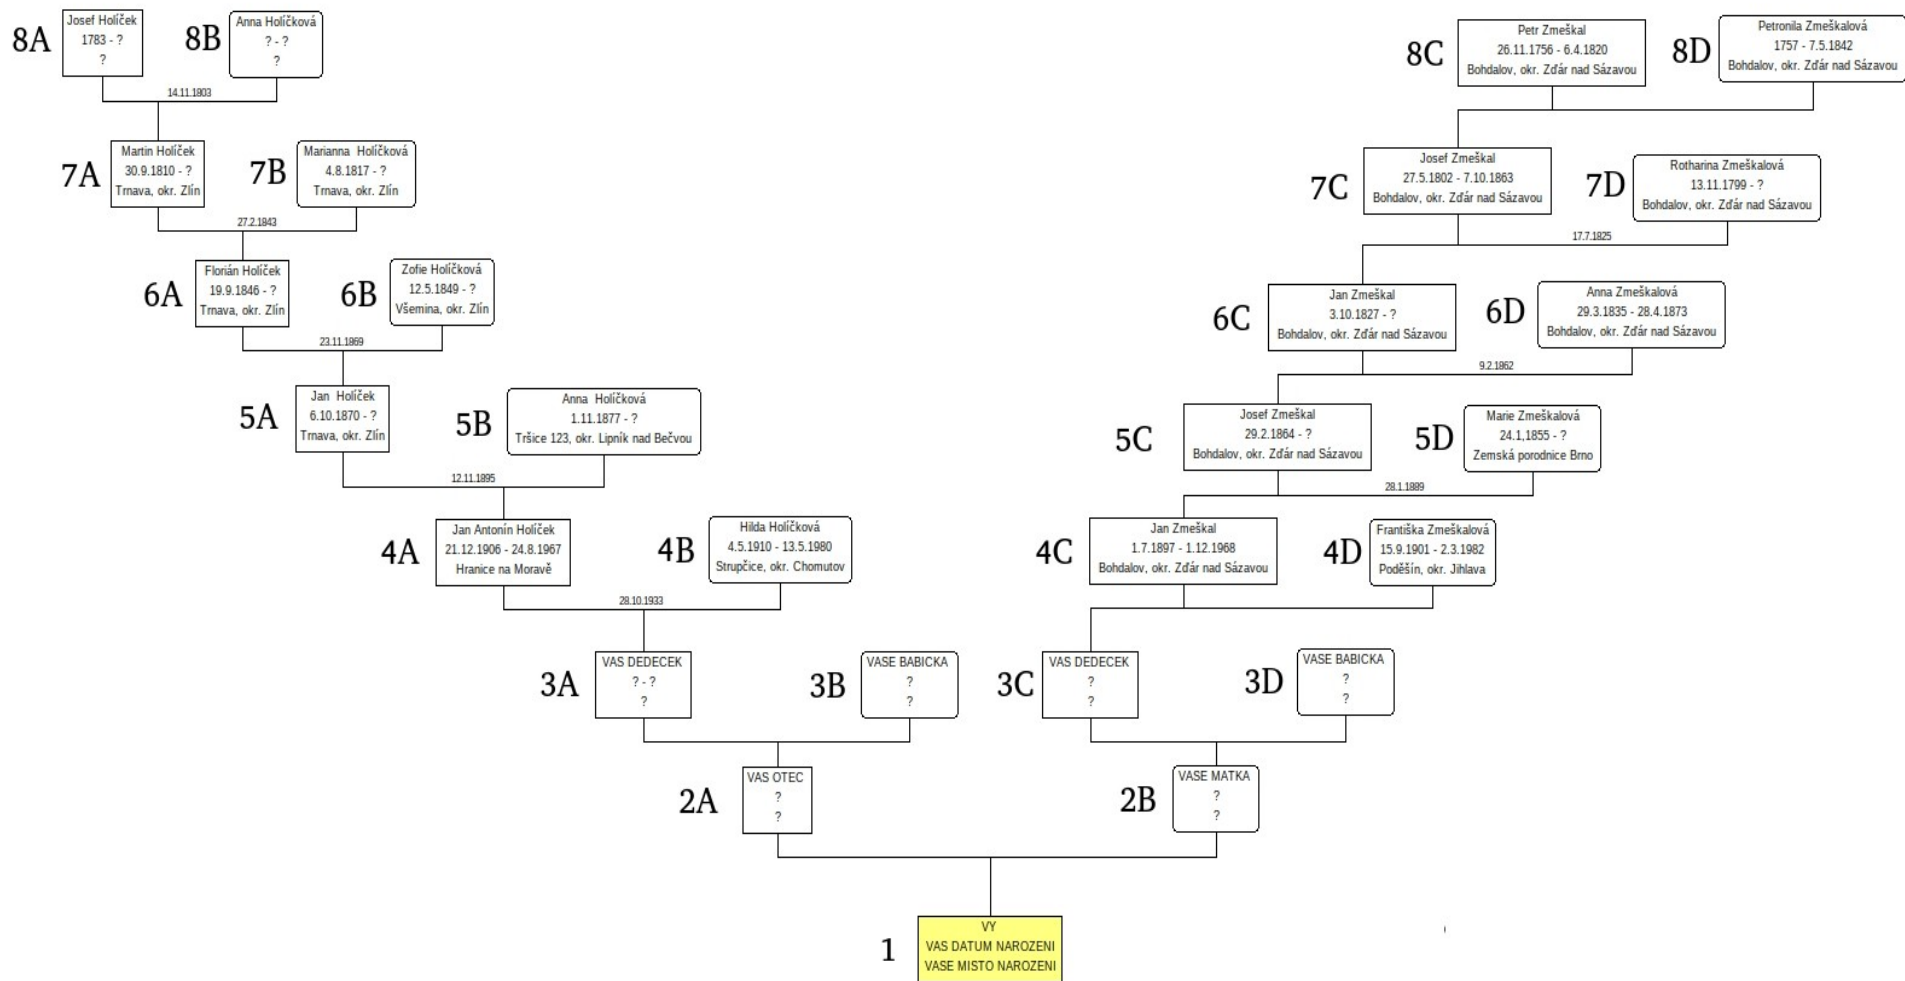 8A
Josef Holíček
1783 - ?
?
8B
Anna Holíčková
? - ?
?
14.11.1803
8C
Petr Zmeškal
26.11.1756 - 6.4.1820
Bohdalov, okr. Zďár nad Sázavou
8D
Petronila Zmeškalová
1757 - 7.5.1842
Bohdalov, okr. Zďár nad Sázavou
7A
Martin Holíček
30.9.1810 - ?
Trnava, okr. Zlín
7B
Marianna Holíčková
4.8.1817 - ?
Trnava, okr. Zlín
27.2.1843
7C
Josef Zmeškal
27.5.1802 - 7.10.1863
Bohdalov, okr. Zďár nad Sázavou
7D
Rotharina Zmeškalová
13.11.1799 - ?
Bohdalov, okr. Zďár nad Sázavou
17.7.1825
6A
Florián Holíček
19.9.1846 - ?
Trnava, okr. Zlín
6B
Zofie Holíčková
12.5.1849 - ?
Všemina, okr. Zlín
23.11.1869
6C
Jan Zmeškal
3.10.1827 - ?
Bohdalov, okr. Zďár nad Sázavou
6D
Anna Zmeškalová
29.3.1835 - 28.4.1873
Bohdalov, okr. Zďár nad Sázavou
9.2.1862
5A
Jan Holíček
6.10.1870 - ?
Trnava, okr. Zlín
5B
Anna Holíčková
1.11.1877 - ?
Tršice 123, okr. Lipník nad Bečvou
12.11.1895
5C
Josef Zmeškal
29.2.1864 - ?
Bohdalov, okr. Zďár nad Sázavou
5D
Marie Zmeškalová
24.1,1855 - ?
Zemská porodnice Brno
28.1.1889
4A
Jan Antonín Holíček
21.12.1906 - 24.8.1967
Hranice na Moravě
4B
Hilda Holíčková
4.5.1910 - 13.5.1980
Strupčice, okr. Chomutov
28.10.1933
4C
Jan Zmeškal
1.7.1897 - 1.12.1968
Bohdalov, okr. Zďár nad Sázavou
4D
Františka Zmeškalová
15.9.1901 - 2.3.1982
Poděšín, okr. Jihlava
3A
VAS DEDECEK
? - ?
?
3B
VASE BABICKA
?
?
3C
VAS DEDECEK
?
?
3D
VASE BABICKA
?
?
2A
VAS OTEC
?
?
2B
VASE MATKA
?
?
1
VY
VAS DATUM NAROZENI
VASE MISTO NAROZENI